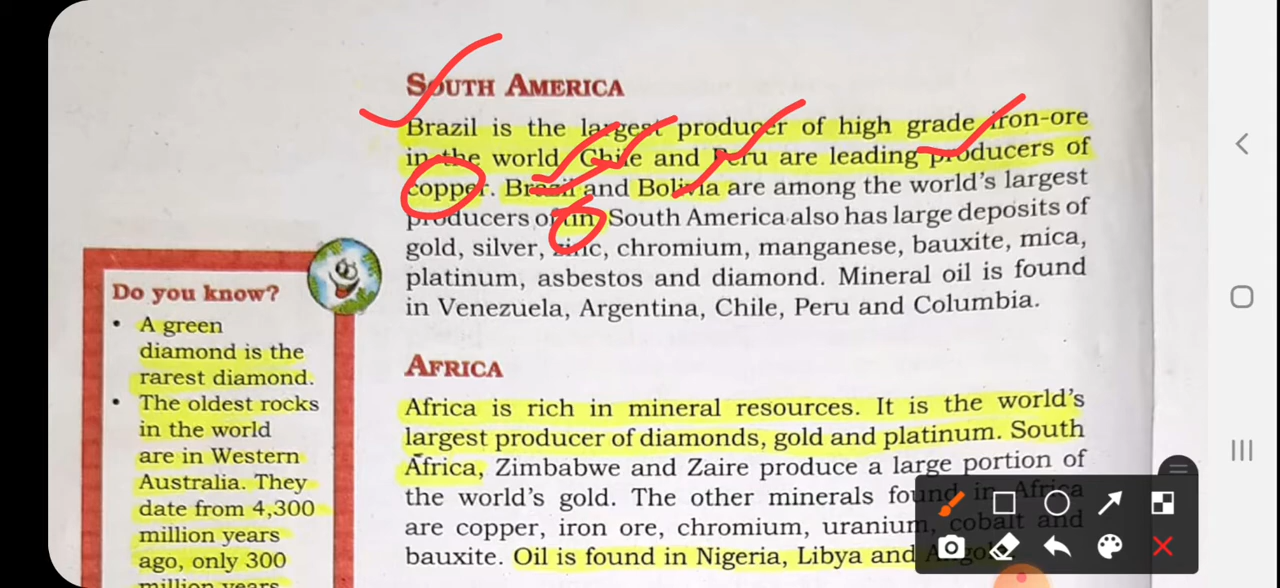 SOUTH AMERICA
Brazil is the largest producer of high grade iron-ore
in the world. Chile and Peru are leading producers of
copper. Brazil and Bolivia are among the world's largest
producers of tin. South America also has large deposits of
gold, silver, zinc, chromium, manganese, bauxite, mica,
platinum, asbestos and diamond. Mineral oil is found
in Venezuela, Argentina, Chile, Peru and Columbia.
Do you know?
• A green
diamond is the
rarest diamond.
• The oldest rocks
in the world
are in Western
Australia. They
date from 4,300
million years
ago, only 300
million years
AFRICA
Africa is rich in mineral resources. It is the world's
largest producer of diamonds, gold and platinum. South
Africa, Zimbabwe and Zaire produce a large portion of
the world's gold. The other minerals found in Africa
are copper, iron ore, chromium, uranium, cobalt and
bauxite. Oil is found in Nigeria, Libya and